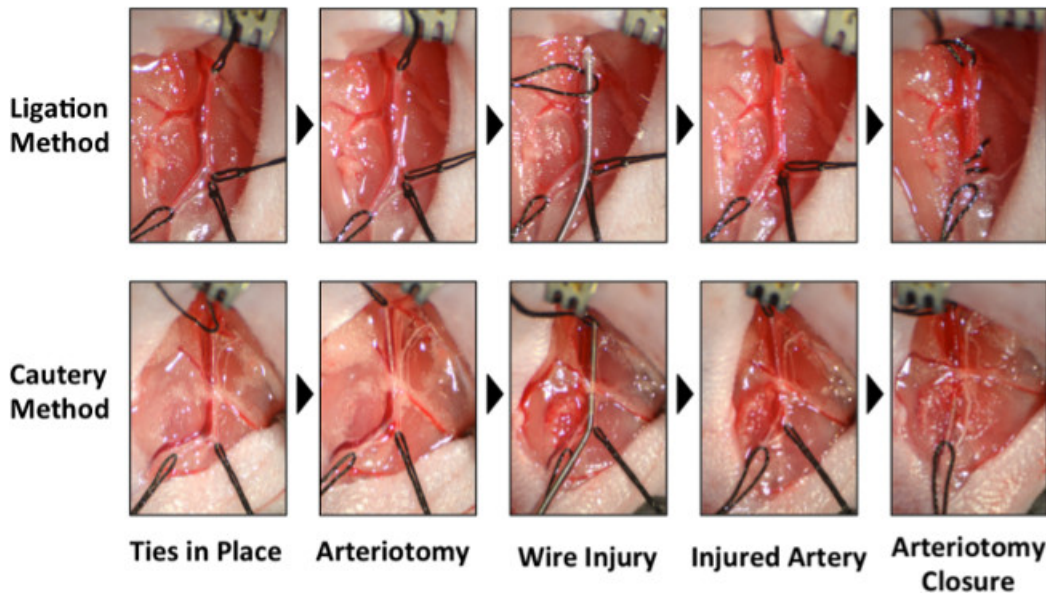 Ligation
Method
Cautery
Method
Ties in Place
Arteriotomy
Wire Injury
Injured Artery
Arteriotomy
Closure